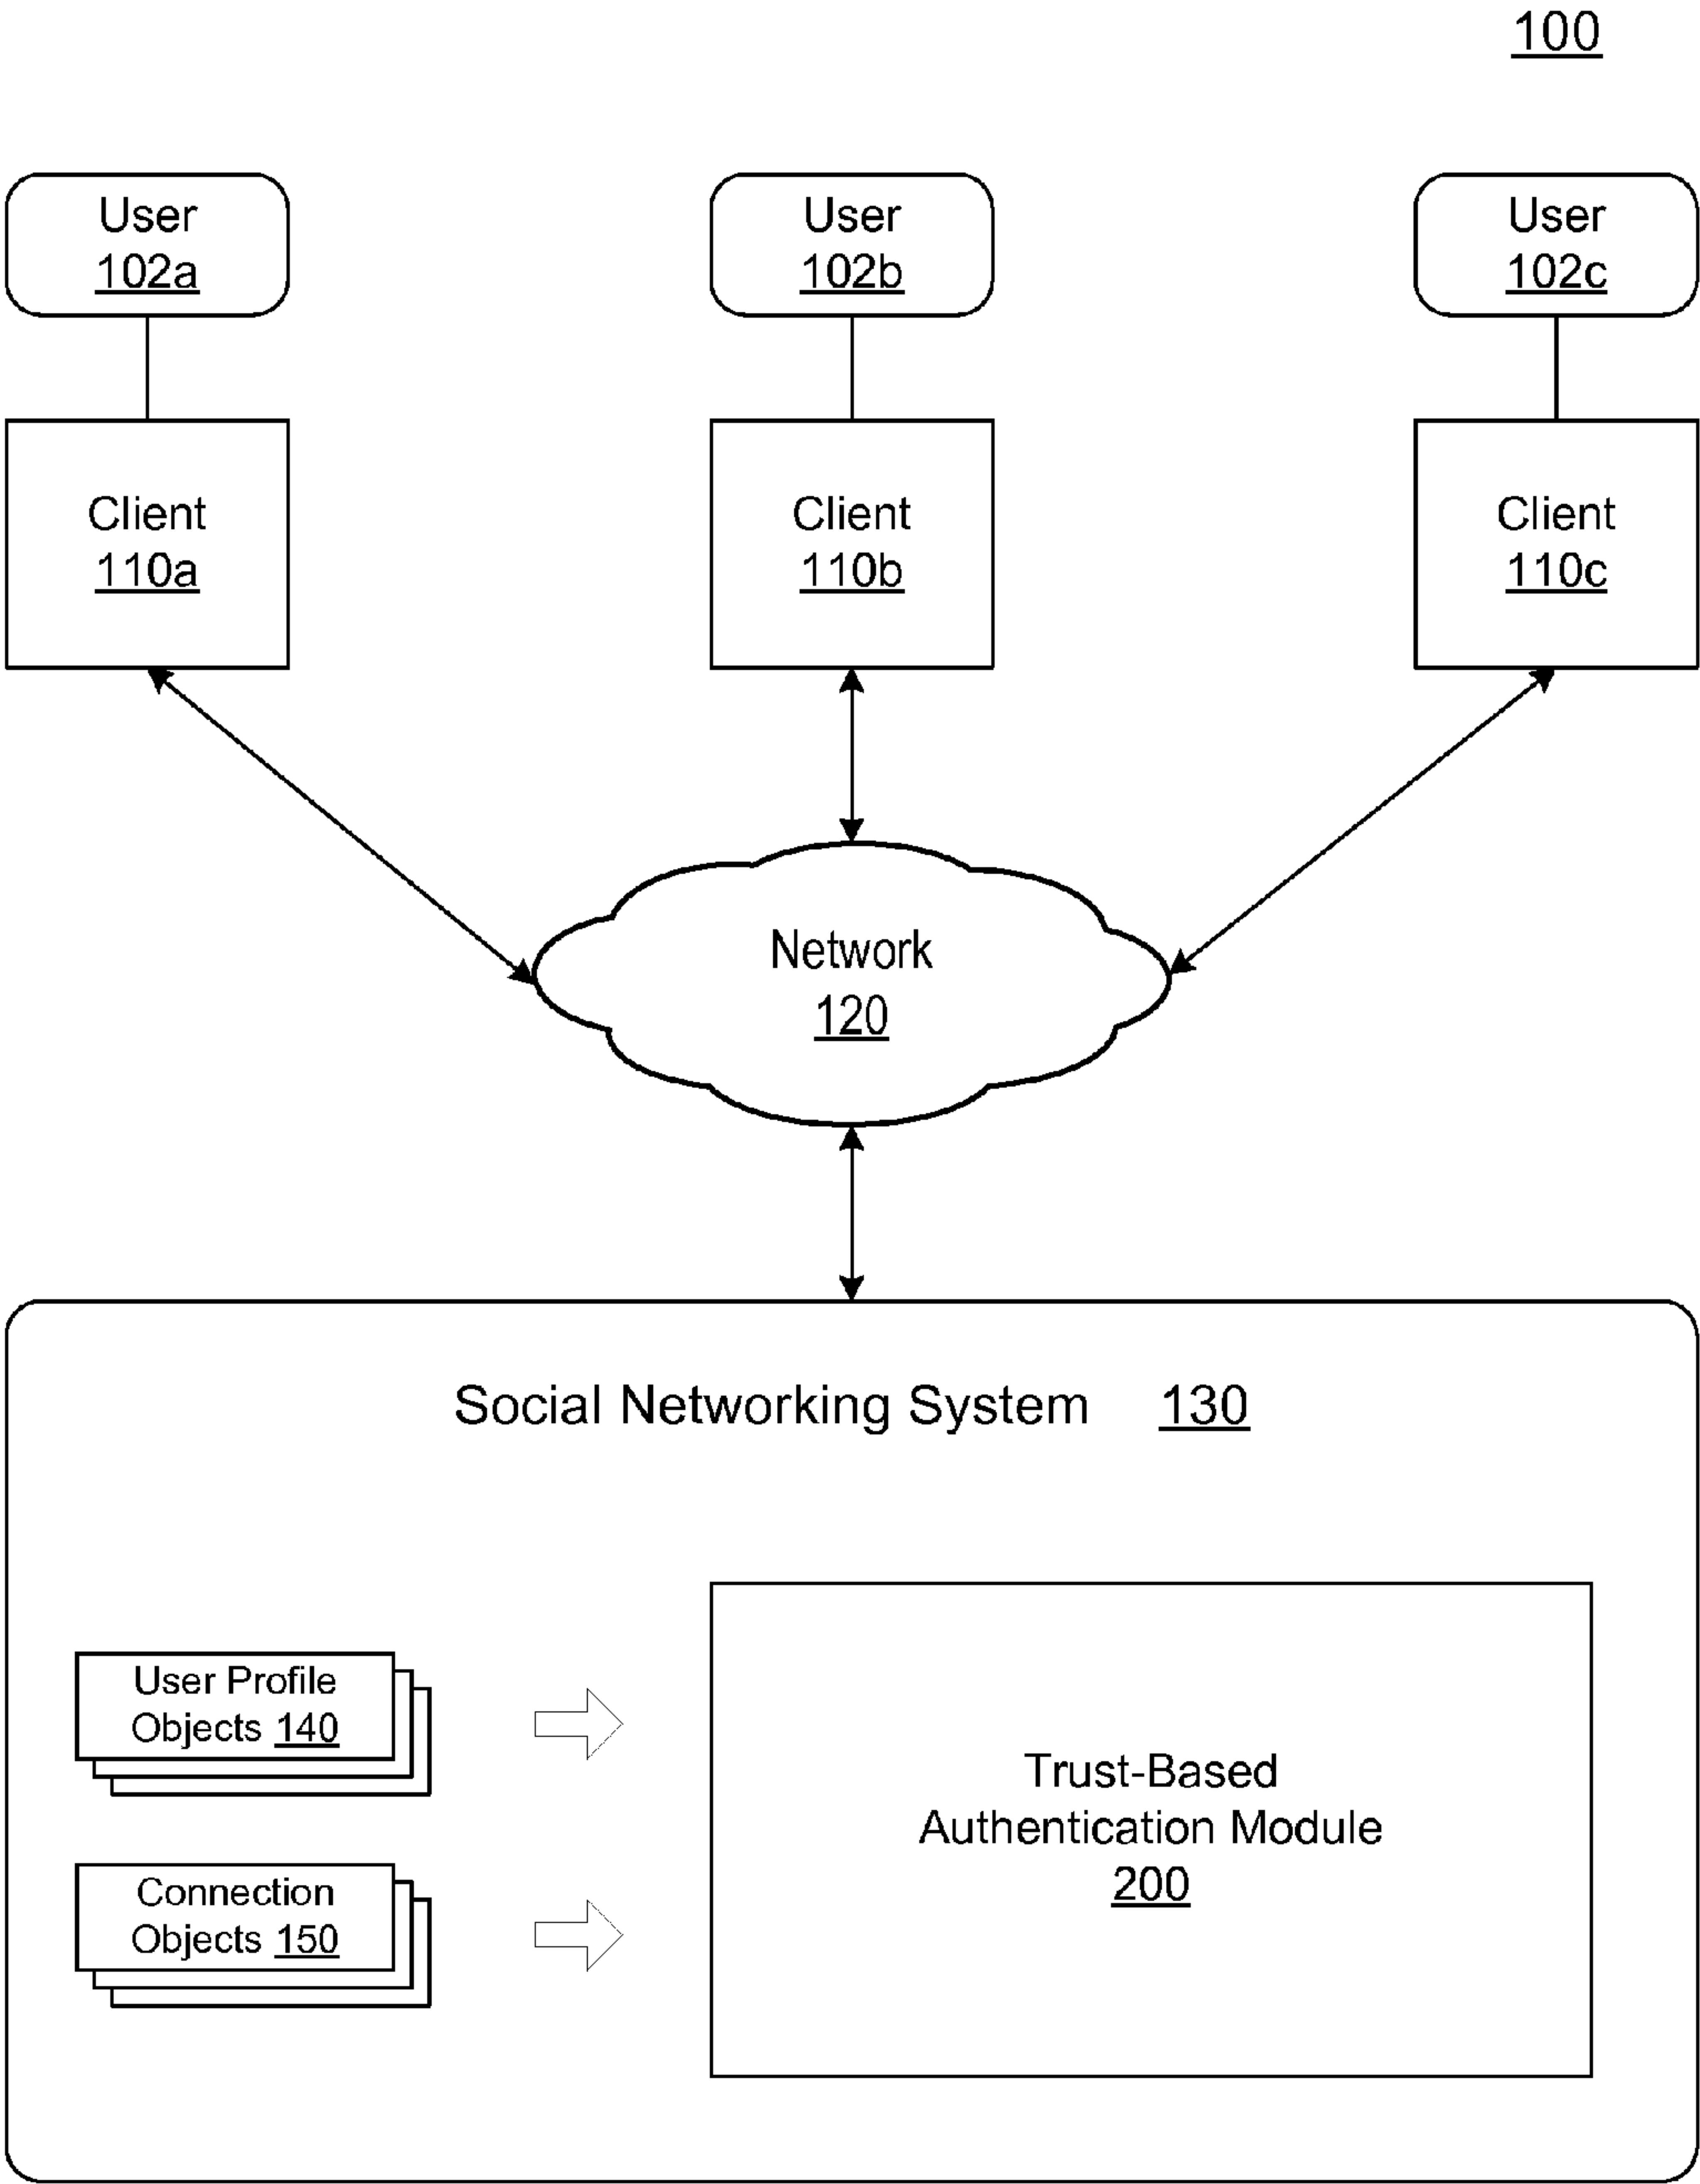 100
User
102a
User
102b
User
102c
Client
110a
Client
110b
Client
110c
Network
120
Social Networking System 130
User Profile
Objects 140
Connection
Objects 150
Trust-Based
Authentication Module
200